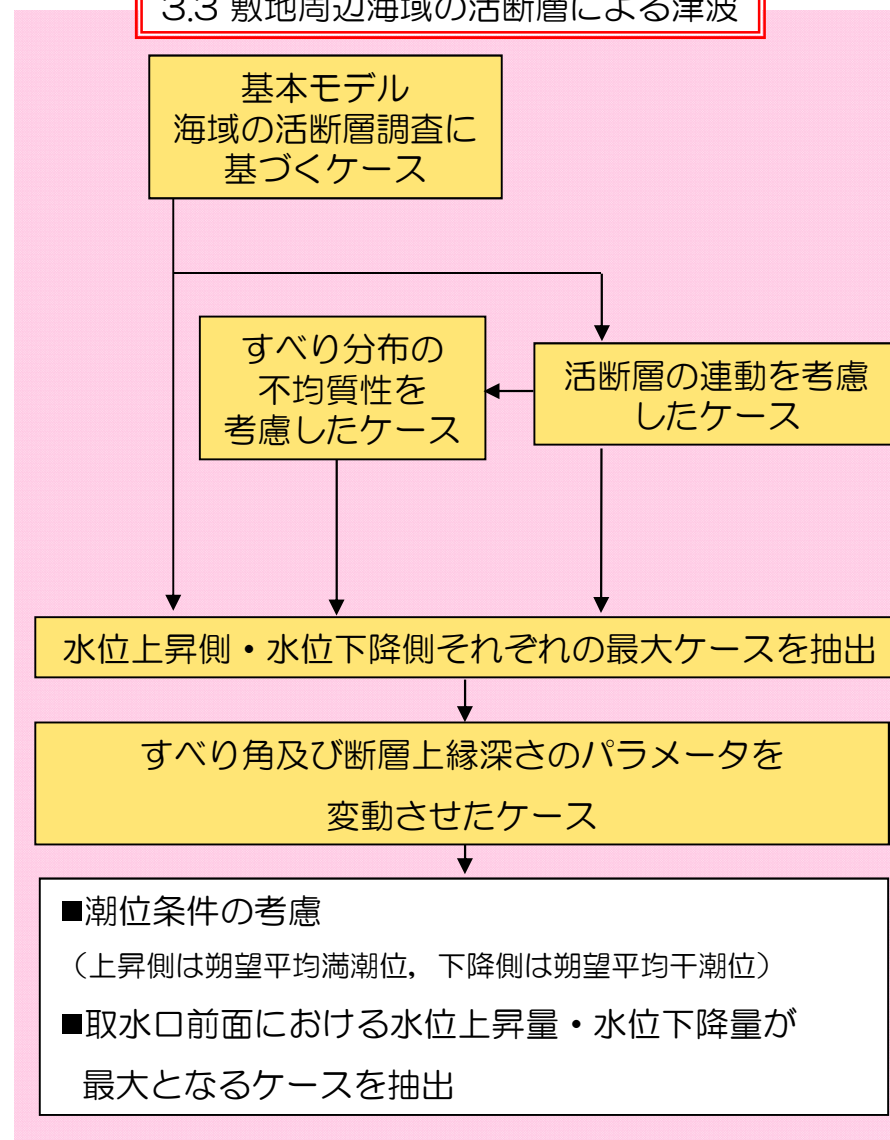 3.3 敷地周辺海域の活断層による津波
基本モデル
海域の活断層調査に
基づくケース
すべり分布の
不均質性を
考慮したケース
活断層の連動を考慮
したケース
水位上昇側・水位下降側それぞれの最大ケースを抽出
すべり角及び断層上縁深さのパラメータを
変動させたケース
■潮位条件の考慮
（上昇側は朔望平均満潮位，下降側は朔望平均干潮位）
■取水口前面における水位上昇量・水位下降量が
最大となるケースを抽出